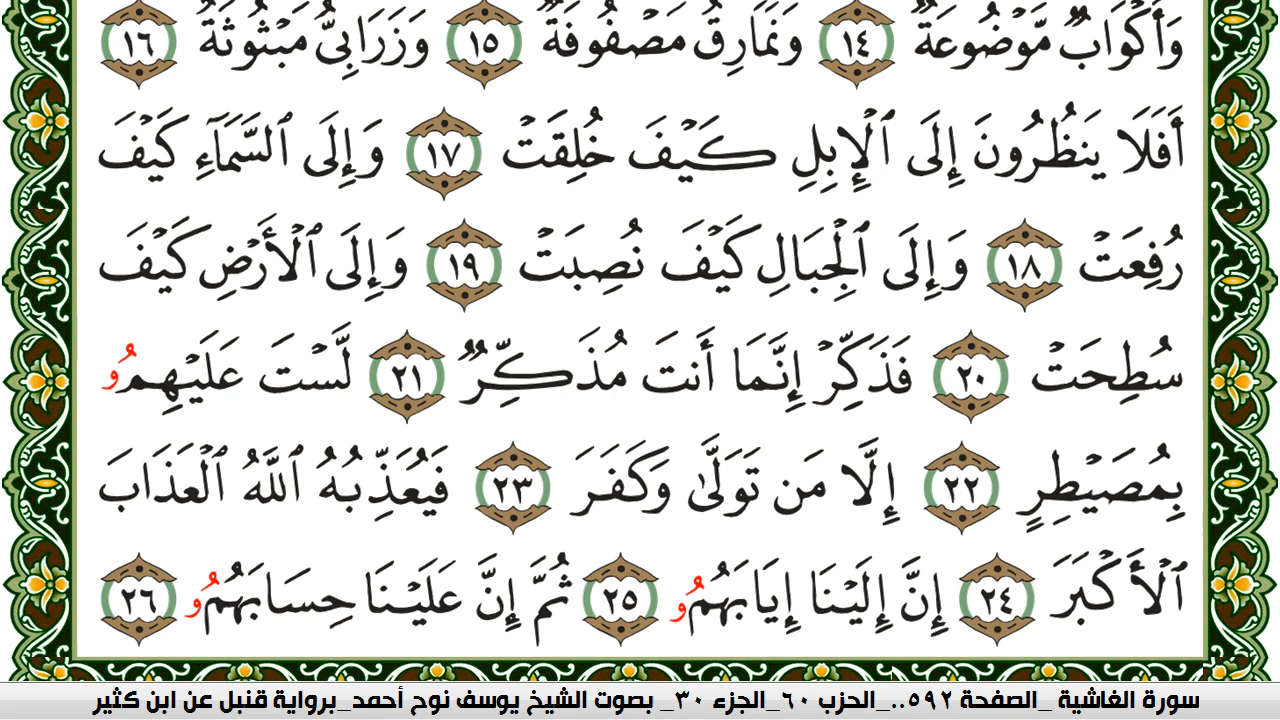 وَأَكْوَابٌ مَّوْضُوعَةٌ ١٤ وَنَمَارِقُ مَصْفُوفَةٌ ١٥ وَزَرَابِيُّ مَبْثُوثَةٌ ١٦
أَفَلَا يَنظُرُونَ إِلَى ٱلْإِبِلِ كَيْفَ خُلِقَتْ ١٧ وَإِلَى ٱلسَّمَآءِ كَيْفَ
رُفِعَتْ ١٨ وَإِلَى ٱلْجِبَالِ كَيْفَ نُصِبَتْ ١٩ وَإِلَى ٱلْأَرْضِ كَيْفَ
سُطِحَتْ ٢٠ فَذَكِّرْ إِنَّمَا أَنتَ مُذَكِّرٌ ٢١ لَّسْتَ عَلَيْهِمُو
بِمُصَيْطِرٍ ٢٢ إِلَّا مَن تَوَلَّىٰ وَكَفَرَ ٢٣ فَيُعَذِّبُهُ ٱللَّهُ ٱلْعَذَابَ
ٱلْأَكْبَرَ ٢٤ إِنَّ إِلَيْنَا إِيَابَهُمُو ٢٥ ثُمَّ إِنَّ عَلَيْنَا حِسَابَهُمُو ٢٦
سورة الغاشية _الصفحة ٥٩٢.._الحزب ٦٠_الجزء ٣٠_ بصوت الشيخ يوسف نوح أحمد_برواية قنبل عن ابن كثير